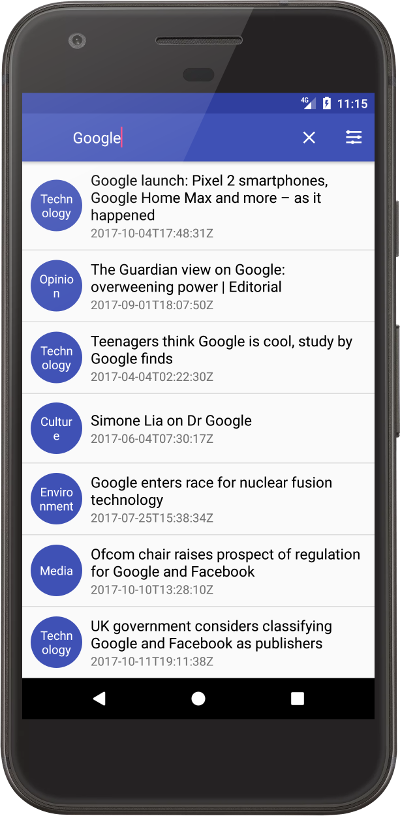 4G 11:15
Google
Techn
ology
Google launch: Pixel 2 smartphones,
Google Home Max and more – as it
happened
2017-10-04T17:48:31Z
Opinio
n
The Guardian view on Google:
overweening power | Editorial
2017-09-01T18:07:50Z
Techn
ology
Teenagers think Google is cool, study by
Google finds
2017-04-04T02:22:30Z
Cultur
e
Simone Lia on Dr Google
2017-06-04T07:30:17Z
Enviro
nment
Google enters race for nuclear fusion
technology
2017-07-25T15:38:34Z
Media
Ofcom chair raises prospect of regulation
for Google and Facebook
2017-10-10T13:28:10Z
Techn
ology
UK government considers classifying
Google and Facebook as publishers
2017-10-11T19:11:38Z